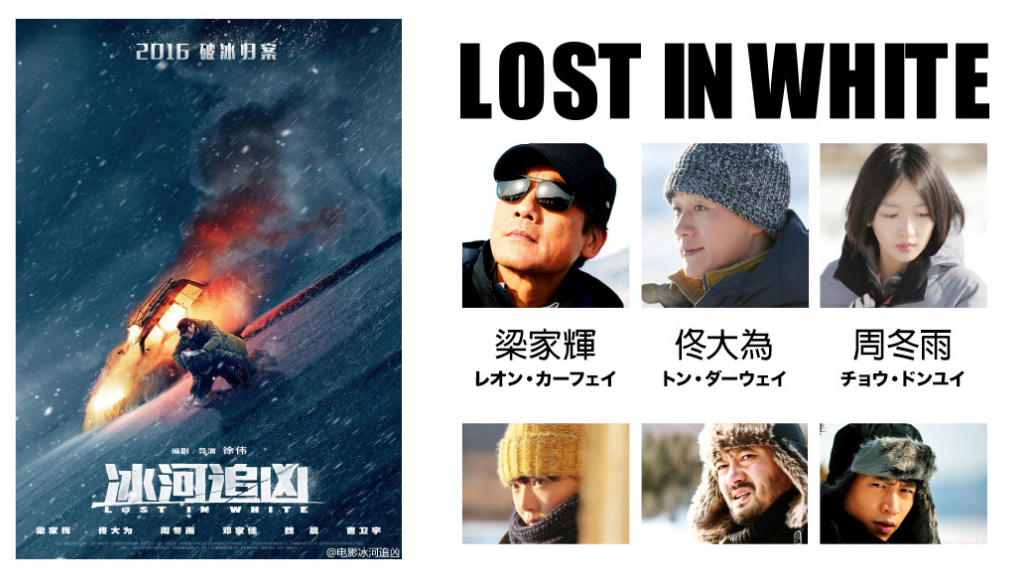 2016 破冰归案
编剧 / 导演 徐伟
冰河追凶
LOST IN WHITE
梁家辉 佟大为 周冬雨 邓家佳 魏晨 曹卫宇
@电影冰河追凶
LOST IN WHITE
梁家輝 佟大為 周冬雨
レオン・カーフェイ トン・ダーウェイ チョウ・ドンユイ